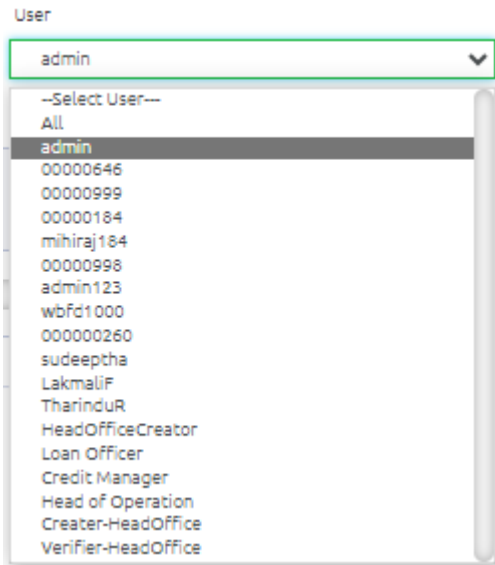 User
admin
--Select User---
All
admin
00000646
00000999
00000184
mihiraj184
00000998
admin123
wbfd1000
000000260
sudeeptha
LakmaliF
TharinduR
HeadOfficeCreator
Loan Officer
Credit Manager
Head of Operation
Creater-HeadOffice
Verifier-HeadOffice